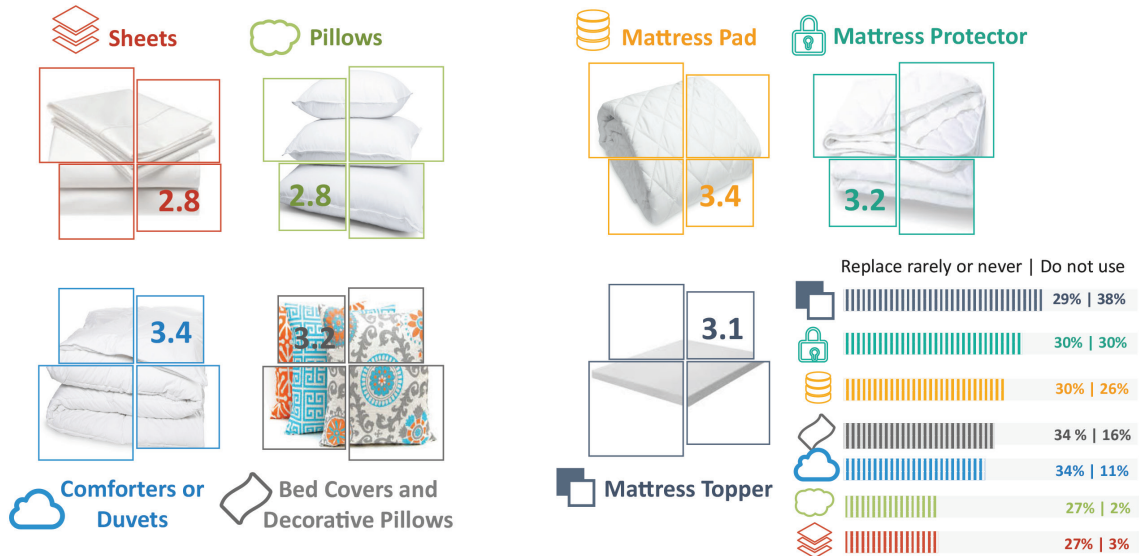 Sheets
Pillows
Mattress Pad
Mattress Protector
2.8
2.8
3.4
3.2
3.4
3.2
3.1
Comforters or
Duvets
Bed Covers and
Decorative Pillows
Mattress Topper
Replace rarely or never | Do not use
29% | 38%
30% | 30%
30% | 26%
34 % | 16%
34% | 11%
27% | 2%
27% | 3%